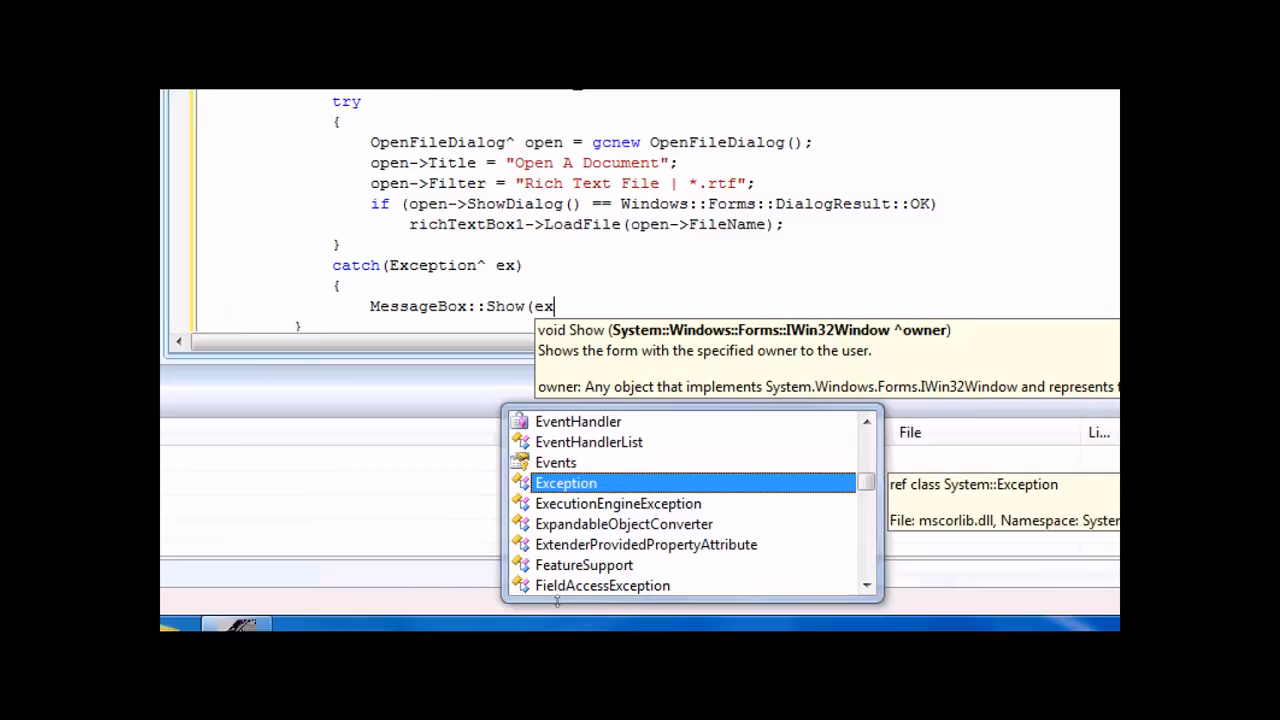 try
{
OpenFileDialog^ open = gcnew OpenFileDialog();
open->Title = "Open A Document";
open->Filter = "Rich Text File | *.rtf";
if (open->ShowDialog() == Windows::Forms::DialogResult::OK)
richTextBox1->LoadFile(open->FileName);
}
catch(Exception^ ex)
{
MessageBox::Show(ex
}
void Show (System::Windows::Forms::IWin32Window ^owner)
Shows the form with the specified owner to the user.
owner: Any object that implements System.Windows.Forms.IWin32Window and represents
EventHandler
EventHandlerList
Events
Exception
ExecutionEngineException
ExpandableObjectConverter
ExtenderProvidedPropertyAttribute
FeatureSupport
FieldAccessException
File Li...
ref class System::Exception
File: mscorlib.dll, Namespace: System